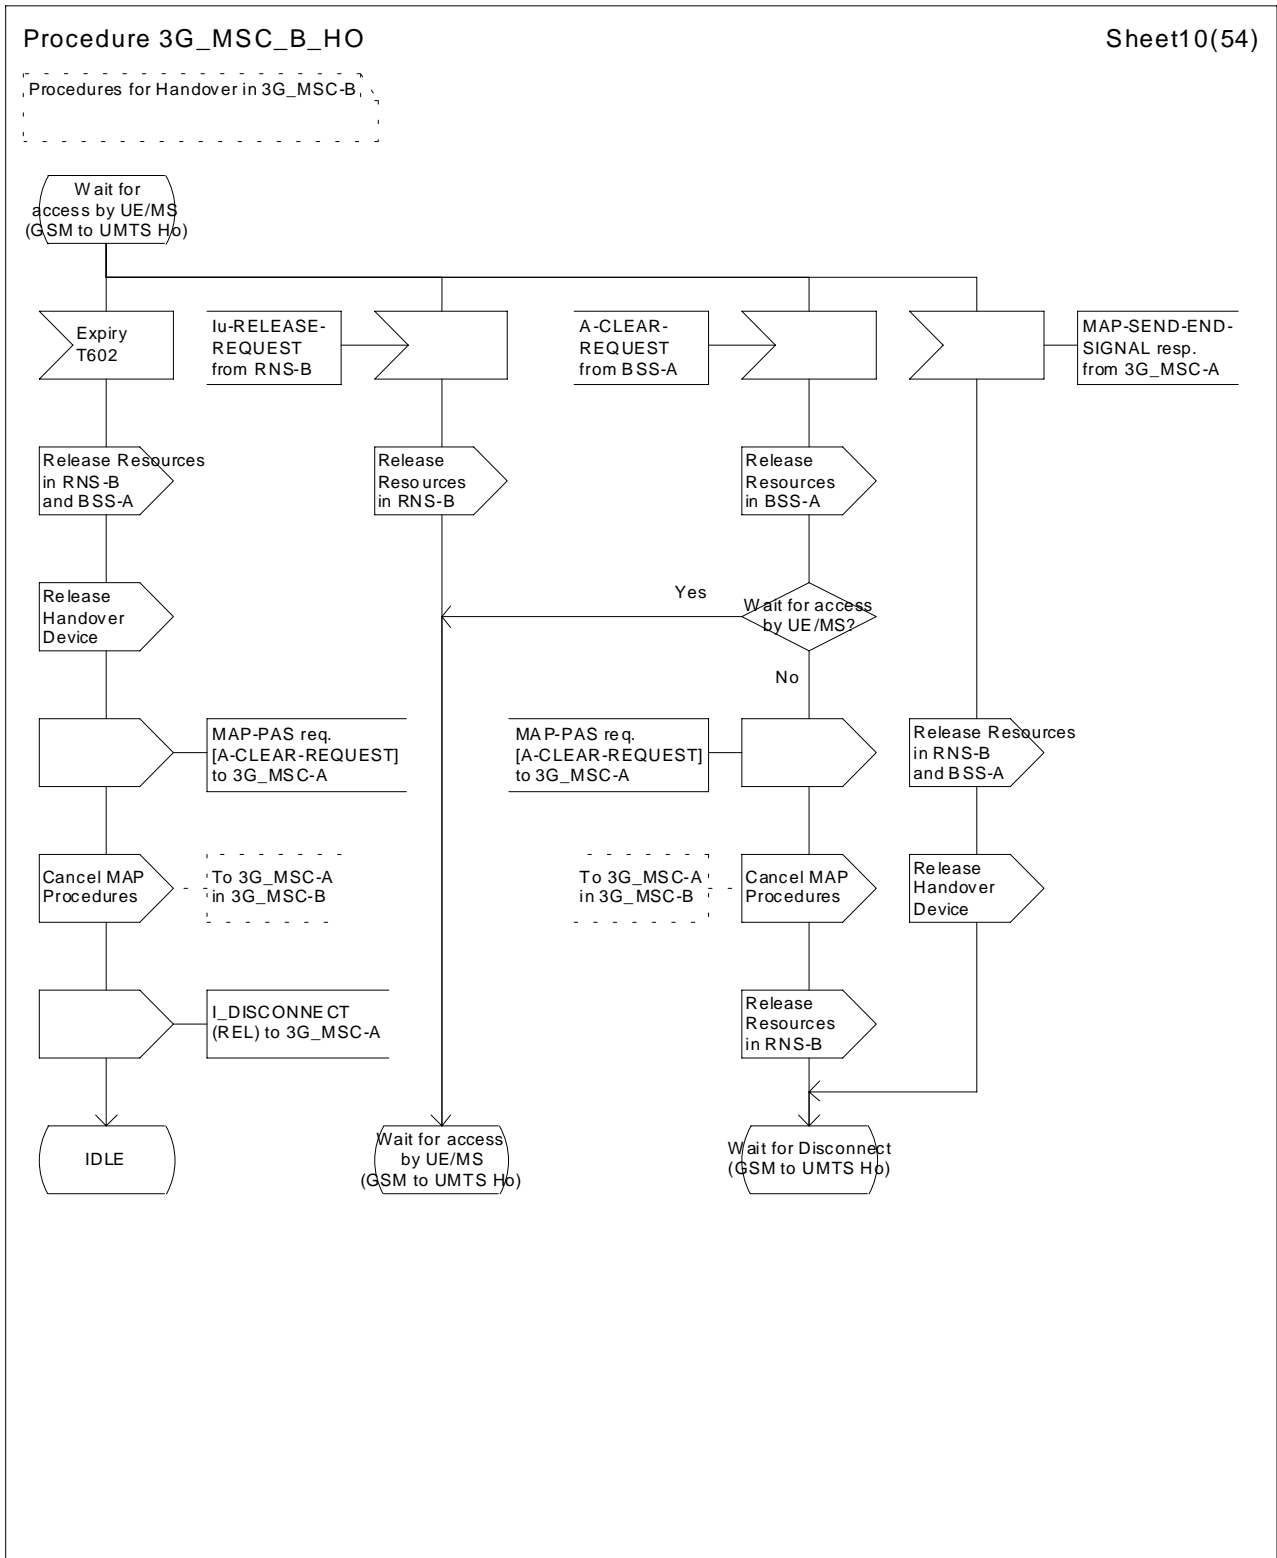 Procedure 3G_MSC_B_HO
Sheet10(54)
Procedures for Handover in 3G_MSC-B
Wait for
access by UE/MS
(GSM to UMTS Ho)
Expiry
T602
Iu-RELEASE-
REQUEST
from RNS-B
A-CLEAR-
REQUEST
from BSS-A
MAP-SEND-END-
SIGNAL resp.
from 3G_MSC-A
Release Resources
in RNS-B
and BSS-A
Release
Resources
in RNS-B
Release
Resources
in BSS-A
Release
Handover
Device
Yes
Wait for access
by UE/MS?
No
MAP-PAS req.
[A-CLEAR-REQUEST]
to 3G_MSC-A
MAP-PAS req.
[A-CLEAR-REQUEST]
to 3G_MSC-A
Release Resources
in RNS-B
and BSS-A
Cancel MAP
Procedures
To 3G_MSC-A
in 3G_MSC-B
To 3G_MSC-A
in 3G_MSC-B
Cancel MAP
Procedures
Release
Handover
Device
I_DISCONNECT
(REL) to 3G_MSC-A
Release
Resources
in RNS-B
IDLE
Wait for access
by UE/MS
(GSM to UMTS Ho)
Wait for Disconnect
(GSM to UMTS Ho)